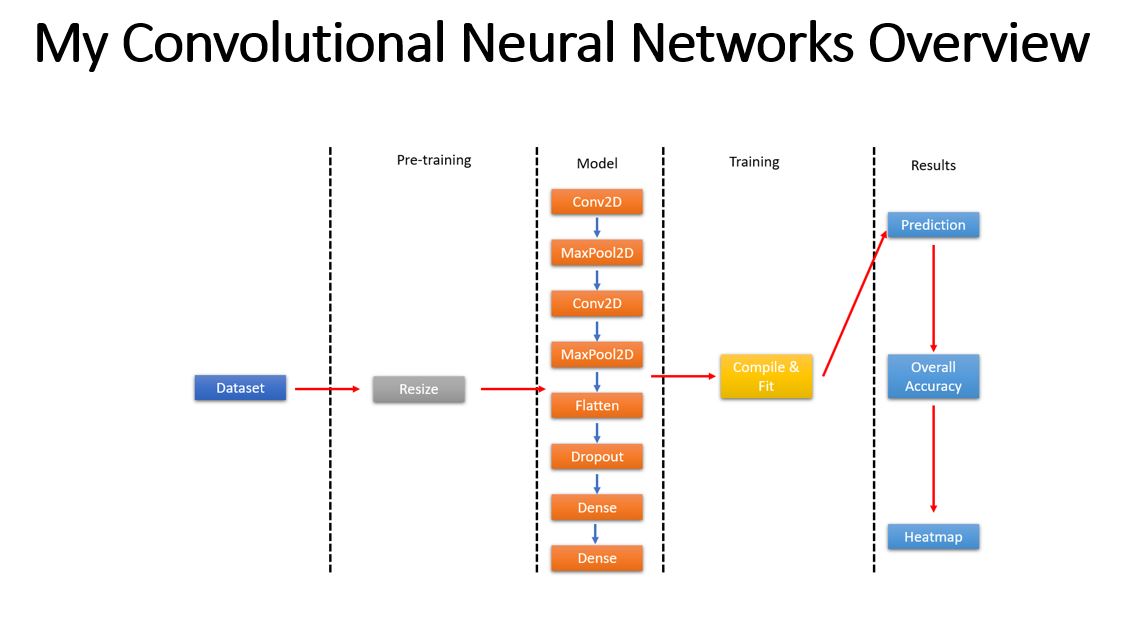 My Convolutional Neural Networks Overview
Pre-training
Model
Training
Results
Dataset
Resize
Conv2D
MaxPool2D
Conv2D
MaxPool2D
Flatten
Dropout
Dense
Dense
Compile &
Fit
Prediction
Overall
Accuracy
Heatmap